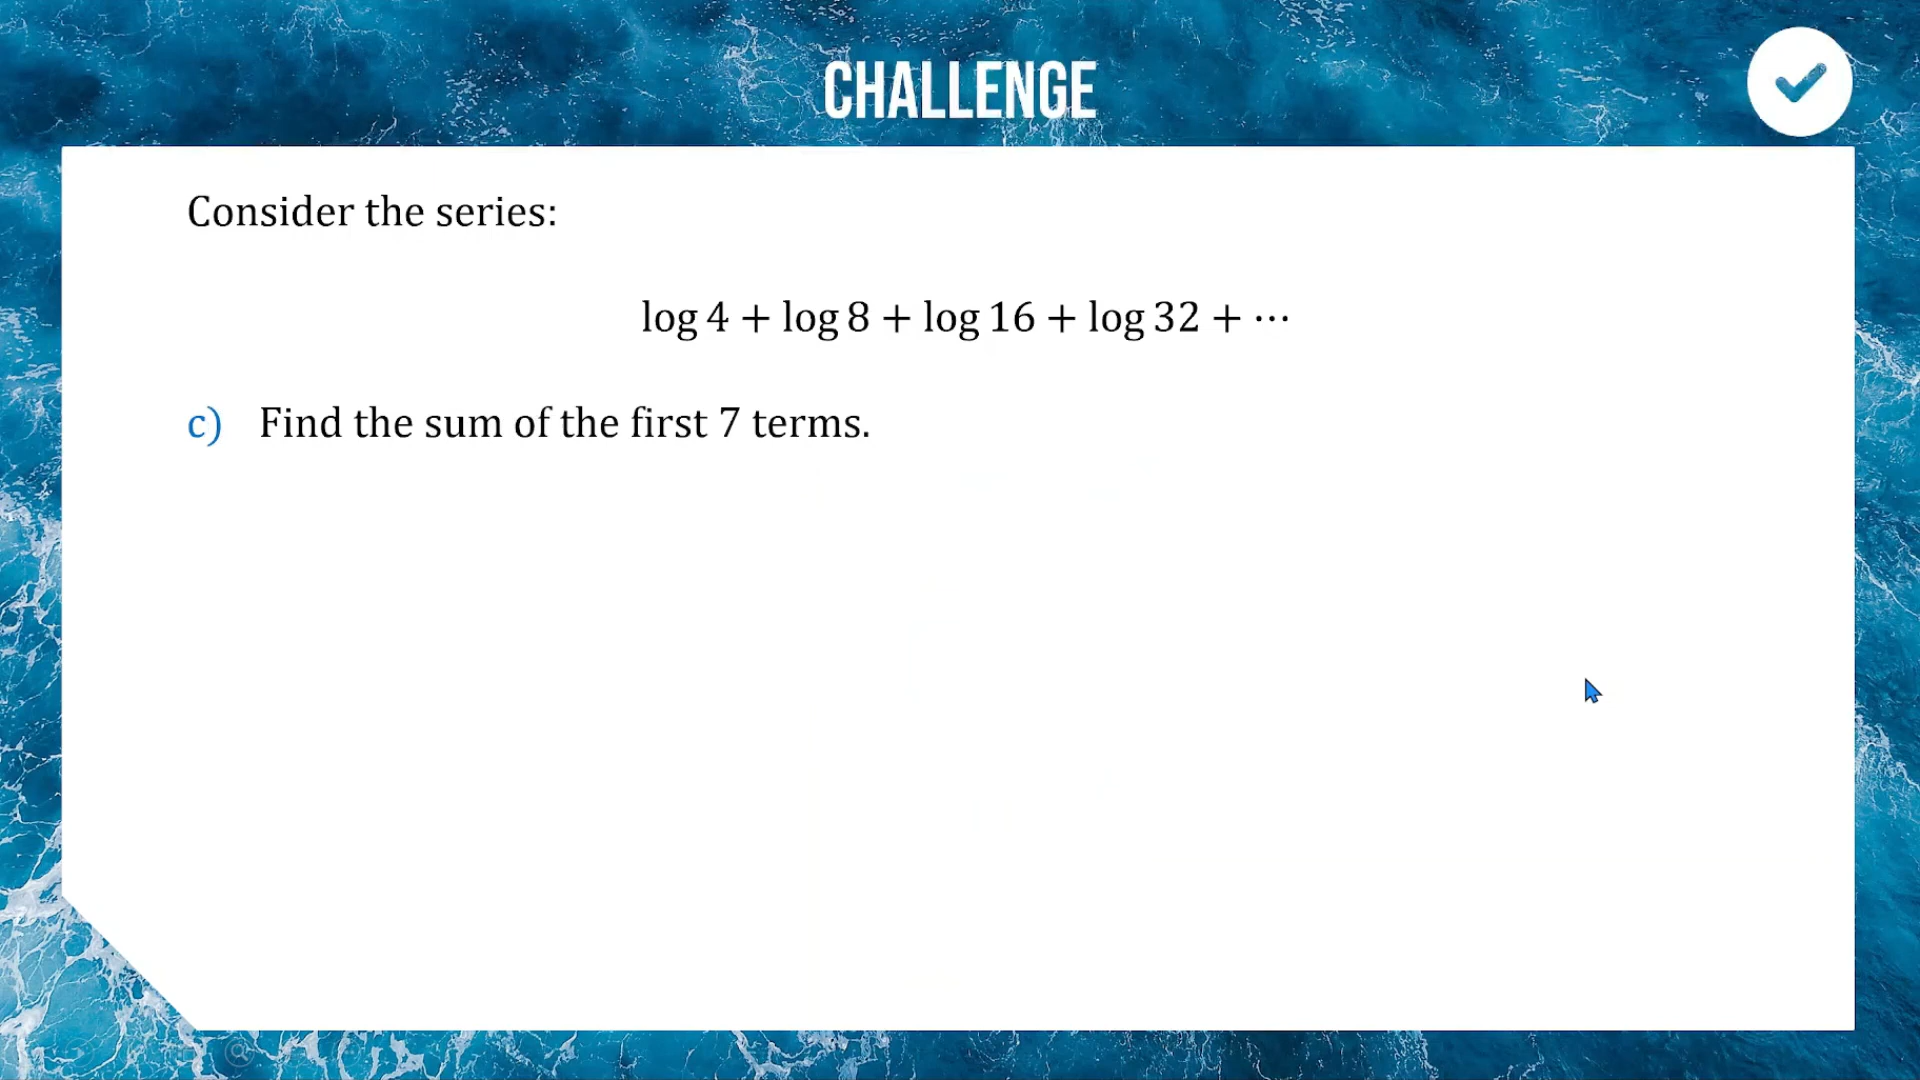 CHALLENGE
Consider the series:
log 4 + log 8 + log 16 + log 32 + ⋯
c) Find the sum of the first 7 terms.